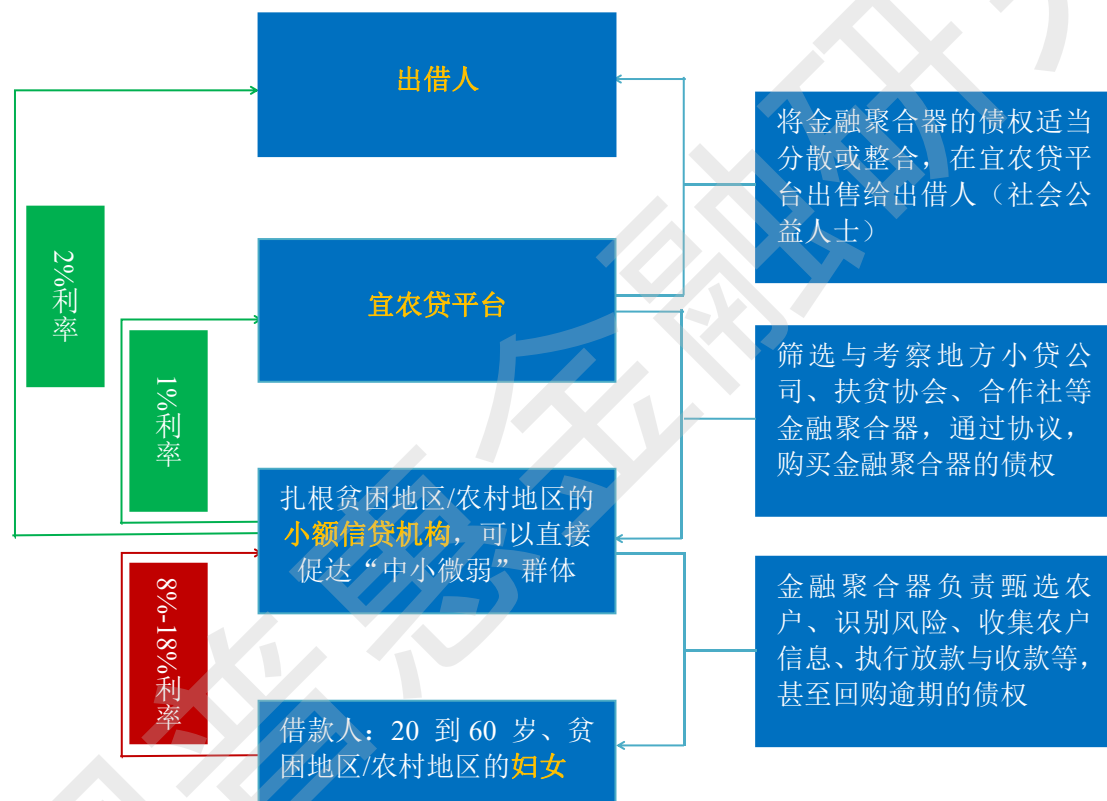 出借人
将金融聚合器的债权适当
分散或整合，在宜农贷平
台出售给出借人（社会公
益人士）
2%利率
宜农贷平台
1%利率
筛选与考察地方小贷公
司、扶贫协会、合作社等
金融聚合器，通过协议，
购买金融聚合器的债权
扎根贫困地区/农村地区的
小额信贷机构，可以直接
促达“中小微弱”群体
8%-18%利率
金融聚合器负责甄选农
户、识别风险、收集农户
信息、执行放款与收款等，
甚至回购逾期的债权
借款人：20 到 60 岁、贫
困地区/农村地区的妇女
普惠金融研究